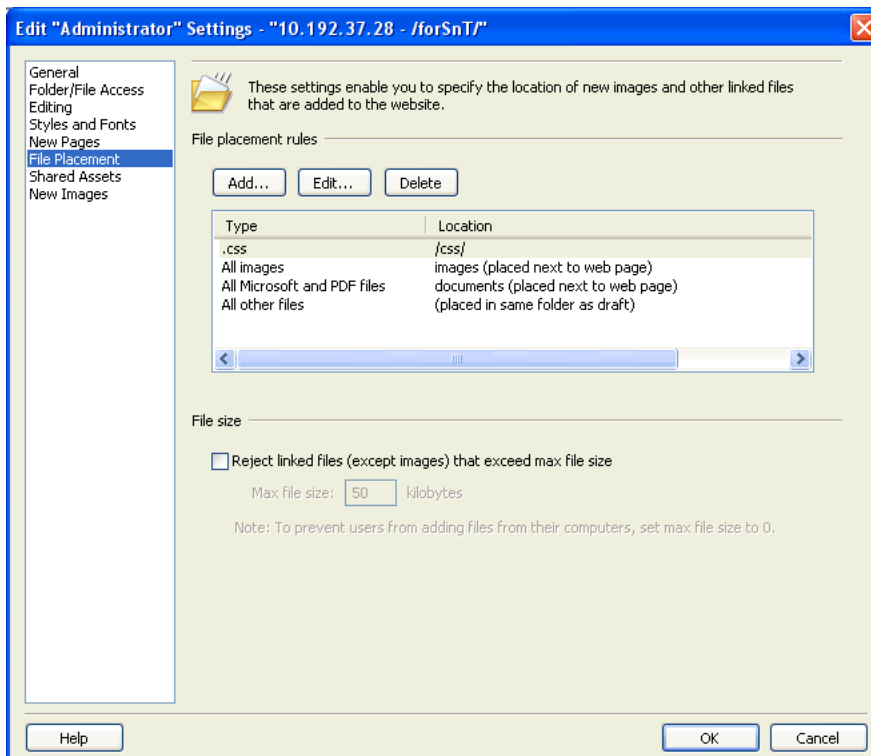 Edit "Administrator" Settings - "10.192.37.28 - /forSnT/"
General
Folder/File Access
Editing
Styles and Fonts
New Pages
File Placement
Shared Assets
New Images
These settings enable you to specify the location of new images and other linked files
that are added to the website.
File placement rules
Add... Edit... Delete
Type Location
.css /css/
All images images (placed next to web page)
All Microsoft and PDF files documents (placed next to web page)
All other files (placed in same folder as draft)
File size
Reject linked files (except images) that exceed max file size
Max file size: 50 kilobytes
Note: To prevent users from adding files from their computers, set max file size to 0.
Help OK Cancel